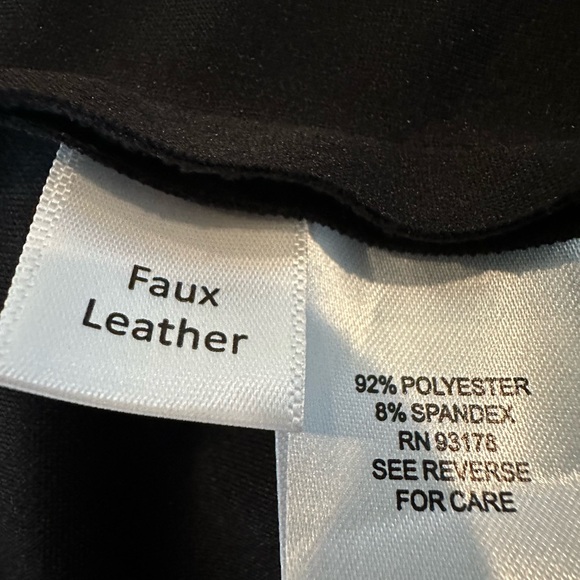 Faux
Leather
92% POLYESTER
8% SPANDEX
RN 93178
SEE REVERSE
FOR CARE